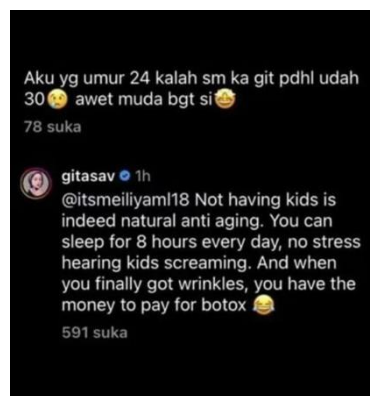 Aku yg umur 24 kalah sm ka git pdhl udah
30😢 awet muda bgt si🤩
78 suka
gitasav 1h
@itsmeiliyaml18 Not having kids is
indeed natural anti aging. You can
sleep for 8 hours every day, no stress
hearing kids screaming. And when
you finally got wrinkles, you have the
money to pay for botox 😂
591 suka